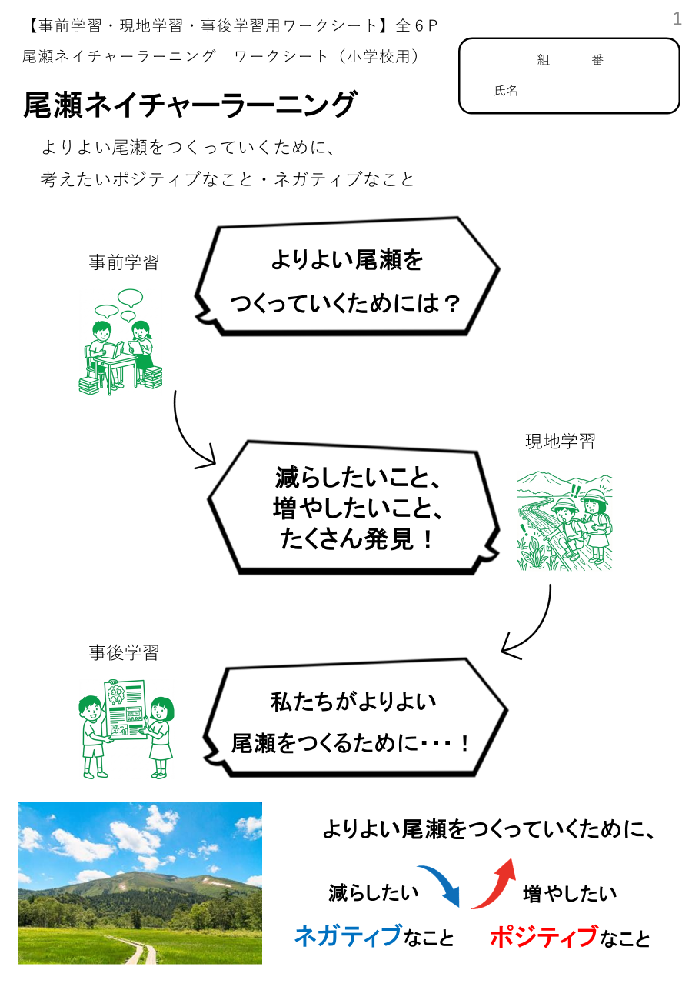 1
【事前学習・現地学習・事後学習用ワークシート】全６Ｐ
尾瀬ネイチャーラーニング　ワークシート（小学校用）
組　　　番
氏名
尾瀬ネイチャーラーニング
よりよい尾瀬をつくっていくために、
考えたいポジティブなこと・ネガティブなこと
事前学習
よりよい尾瀬を
つくっていくためには？
現地学習
減らしたいこと、
増やしたいこと、
たくさん発見！
事後学習
私たちがよりよい
尾瀬をつくるために・・・！
よりよい尾瀬をつくっていくために、
減らしたい
ネガティブなこと
増やしたい
ポジティブなこと